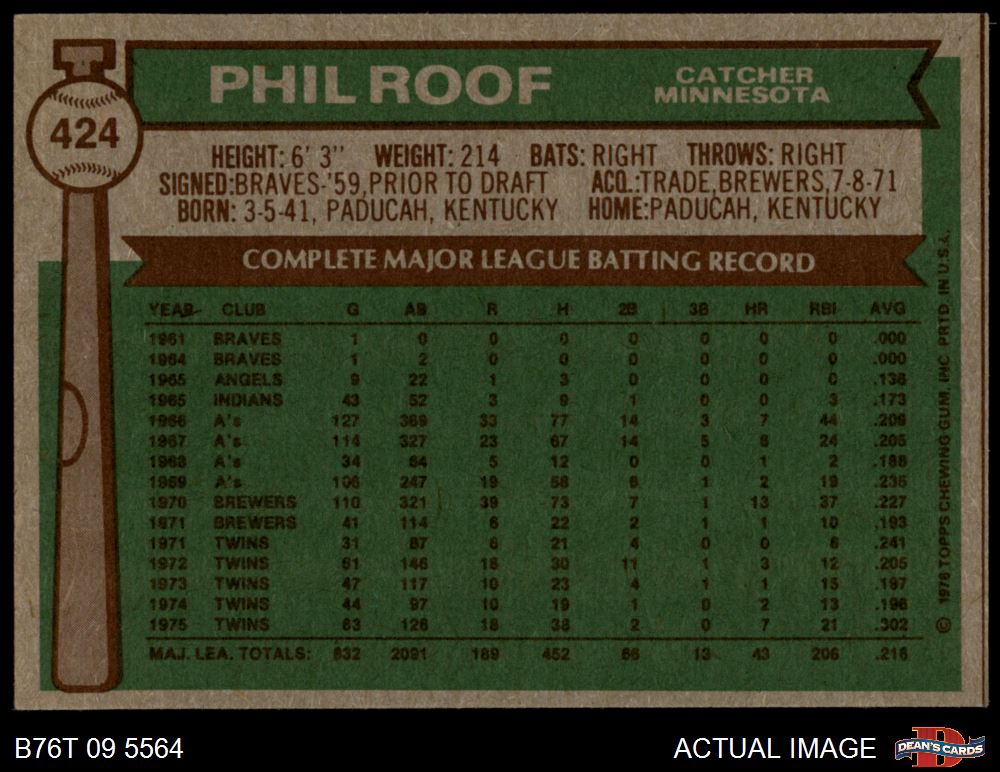 PHIL ROOF
CATCHER
MINNESOTA
424
HEIGHT: 6' 3" WEIGHT: 214 BATS: RIGHT THROWS: RIGHT
SIGNED:BRAVES-'59,PRIOR TO DRAFT ACQ.:TRADE,BREWERS,7-8-71
BORN: 3-5-41, PADUCAH, KENTUCKY HOME:PADUCAH, KENTUCKY
COMPLETE MAJOR LEAGUE BATTING RECORD
YEAR CLUB G AB R H 2B 3B HR RBI AVG
1961 BRAVES 1 0 0 0 0 0 0 0 .000
1964 BRAVES 1 2 0 0 0 0 0 0 .000
1965 ANGELS 9 22 1 3 0 0 0 0 .136
1965 INDIANS 43 52 3 9 1 0 0 3 .173
1966 A's 127 369 33 77 14 3 7 44 .209
1967 A's 114 327 23 67 14 5 6 24 .205
1968 A's 34 64 5 12 0 0 1 2 .188
1969 A's 106 247 19 58 6 1 2 19 .235
1970 BREWERS 110 321 39 73 7 1 13 37 .227
1971 BREWERS 41 114 6 22 2 1 1 10 .193
1971 TWINS 31 87 6 21 4 0 0 6 .241
1972 TWINS 61 146 16 30 11 1 3 12 .205
1973 TWINS 47 117 10 23 4 1 1 15 .197
1974 TWINS 44 97 10 19 1 0 2 13 .196
1975 TWINS 63 126 18 38 2 0 7 21 .302
MAJ. LEA. TOTALS: 832 2091 189 452 66 13 43 206 .216
© 1976 TOPPS CHEWING GUM, INC. PRTD. IN U.S.A.
B76T 09 5564
ACTUAL IMAGE
D
DEAN'S CARDS